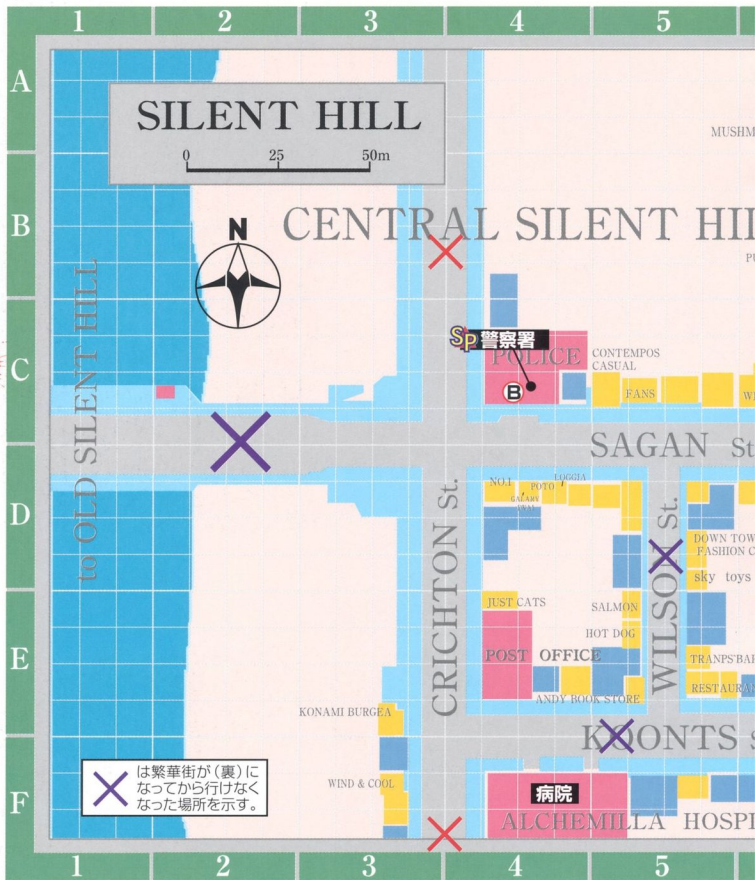 1 2 3 4 5
A
B
C
D
E
F
SILENT HILL
0 25 50m
MUSHM
N
CENTRAL SILENT HIL
to OLD SILENT HILL
SP 警察署
POLICE
B
CONTEMPOS
CASUAL
FANS
SAGAN St
NO.1
POTO
LOGGIA
CRICHTON St.
WILSON St.
DOWN TOW
FASHION C
sky toys
JUST CATS
SALMON
HOT DOG
POST OFFICE
TRANPS'BAR
RESTAURAN
ANDY BOOK STORE
KONAMI BURGEA
KOONTS S
WIND & COOL
病院
ALCHEMILLA HOSPI
は繁華街が(裏)に
なってから行けなく
なった場所を示す。
1 2 3 4 5